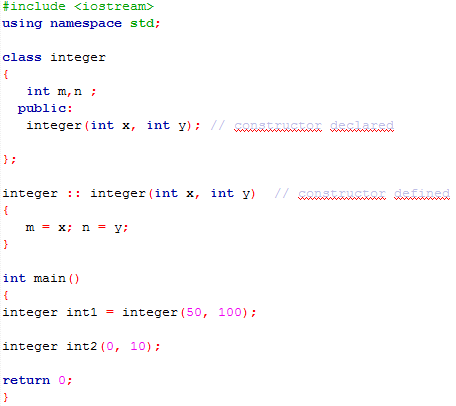 #include <iostream>
using namespace std;
class integer
{
int m,n ;
public:
integer(int x, int y); // constructor declared
};
integer :: integer(int x, int y) // constructor defined
{
m = x; n = y;
}
int main()
{
integer int1 = integer(50, 100);
integer int2(0, 10);
return 0;
}